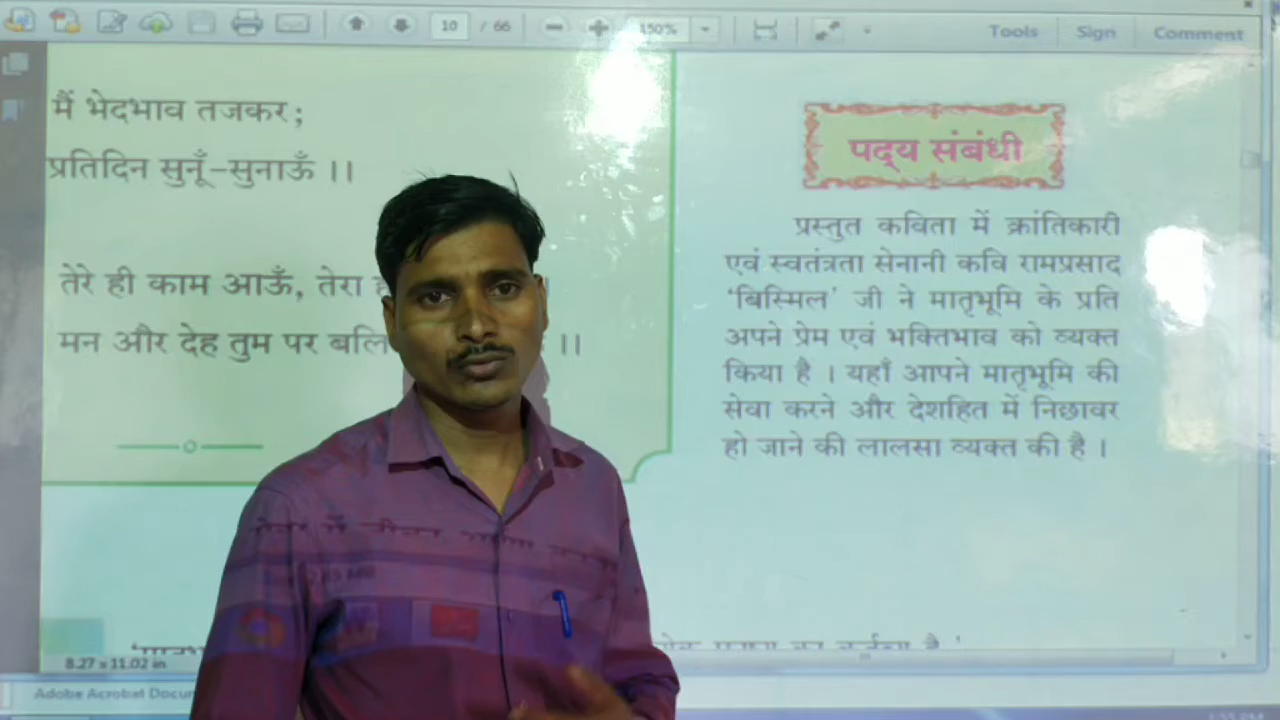 10 / 66
150%
Tools Sign Comment
मैं भेदभाव तजकर;
प्रतिदिन सुनूँ-सुनाऊँ ।।
तेरे ही काम आऊँ, तेरा
मन और देह तुम पर ।।
पद्य संबंधी
प्रस्तुत कविता में क्रांतिकारी
एवं स्वतंत्रता सेनानी कवि रामप्रसाद
‘बिस्मिल’ जी ने मातृभूमि के प्रति
अपने प्रेम एवं भक्तिभाव को व्यक्त
किया है । यहाँ आपने मातृभूमि की
सेवा करने और देशहित में निछावर
हो जाने की लालसा व्यक्त की है ।
8.27 x 11.02 in
Adobe Acrobat